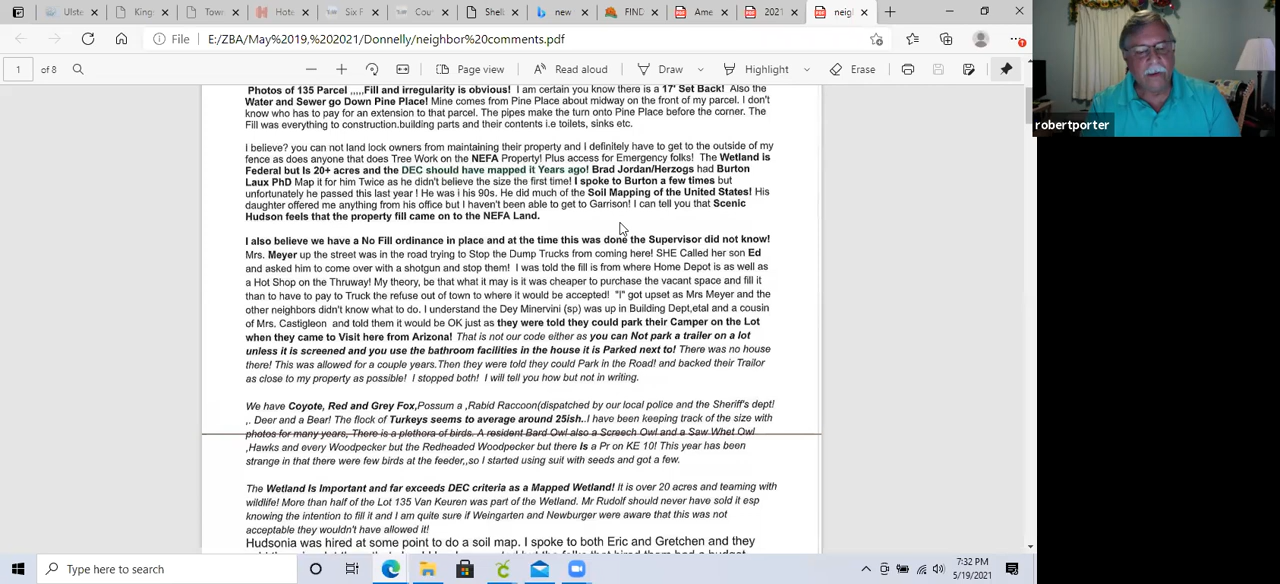 Ulste
King:
Town
Hote
Six F
Cou
Shelt
new
FIND
Ame
2021
neigl
File E:/ZBA/May%2019,%202021/Donnelly/neighbor%20comments.pdf
1 of 8 Page view Read aloud Draw Highlight Erase
Photos of 135 Parcel ,,,,,Fill and irregularity is obvious! I am certain you know there is a 17' Set Back! Also the
Water and Sewer go Down Pine Place! Mine comes from Pine Place about midway on the front of my parcel. I don't
know who has to pay for an extension to that parcel. The pipes make the turn onto Pine Place before the corner. The
Fill was everything to construction.building parts and their contents i.e toilets, sinks etc.
I believe? you can not land lock owners from maintaining their property and I definitely have to get to the outside of my
fence as does anyone that does Tree Work on the NEFA Property! Plus access for Emergency folks! The Wetland is
Federal but Is 20+ acres and the DEC should have mapped it Years ago! Brad Jordan/Herzogs had Burton
Laux PhD Map it for him Twice as he didn't believe the size the first time! I spoke to Burton a few times but
unfortunately he passed this last year ! He was i his 90s. He did much of the Soil Mapping of the United States! His
daughter offered me anything from his office but I haven't been able to get to Garrison! I can tell you that Scenic
Hudson feels that the property fill came on to the NEFA Land.
I also believe we have a No Fill ordinance in place and at the time this was done the Supervisor did not know!
Mrs. Meyer up the street was in the road trying to Stop the Dump Trucks from coming here! SHE Called her son Ed
and asked him to come over with a shotgun and stop them! I was told the fill is from where Home Depot is as well as
a Hot Shop on the Thruway! My theory, be that what it may is it was cheaper to purchase the vacant space and fill it
than to have to pay to Truck the refuse out of town to where it would be accepted! "I" got upset as Mrs Meyer and the
other neighbors didn't know what to do. I understand the Dey Minervini (sp) was up in Building Dept,etal and a cousin
of Mrs. Castigleon and told them it would be OK just as they were told they could park their Camper on the Lot
when they came to Visit here from Arizona! That is not our code either as you can Not park a trailer on a lot
unless it is screened and you use the bathroom facilities in the house it is Parked next to! There was no house
there! This was allowed for a couple years.Then they were told they could Park in the Road! and backed their Trailor
as close to my property as possible! I stopped both! I will tell you how but not in writing.
We have Coyote, Red and Grey Fox,Possum a ,Rabid Raccoon(dispatched by our local police and the Sheriff's dept!
,. Deer and a Bear! The flock of Turkeys seems to average around 25ish..I have been keeping track of the size with
photos for many years, There is a plethora of birds. A resident Bard Owl also a Screech Owl and a Saw Whet Owl
,Hawks and every Woodpecker but the Redheaded Woodpecker but there Is a Pr on KE 10! This year has been
strange in that there were few birds at the feeder,,so I started using suit with seeds and got a few.
The Wetland Is Important and far exceeds DEC criteria as a Mapped Wetland! It is over 20 acres and teaming with
wildlife! More than half of the Lot 135 Van Keuren was part of the Wetland. Mr Rudolf should never have sold it esp
knowing the intention to fill it and I am quite sure if Weingarten and Newburger were aware that this was not
acceptable they wouldn't have allowed it!
Hudsonia was hired at some point to do a soil map. I spoke to both Eric and Gretchen and they
robertporter
Type here to search
7:32 PM
5/19/2021